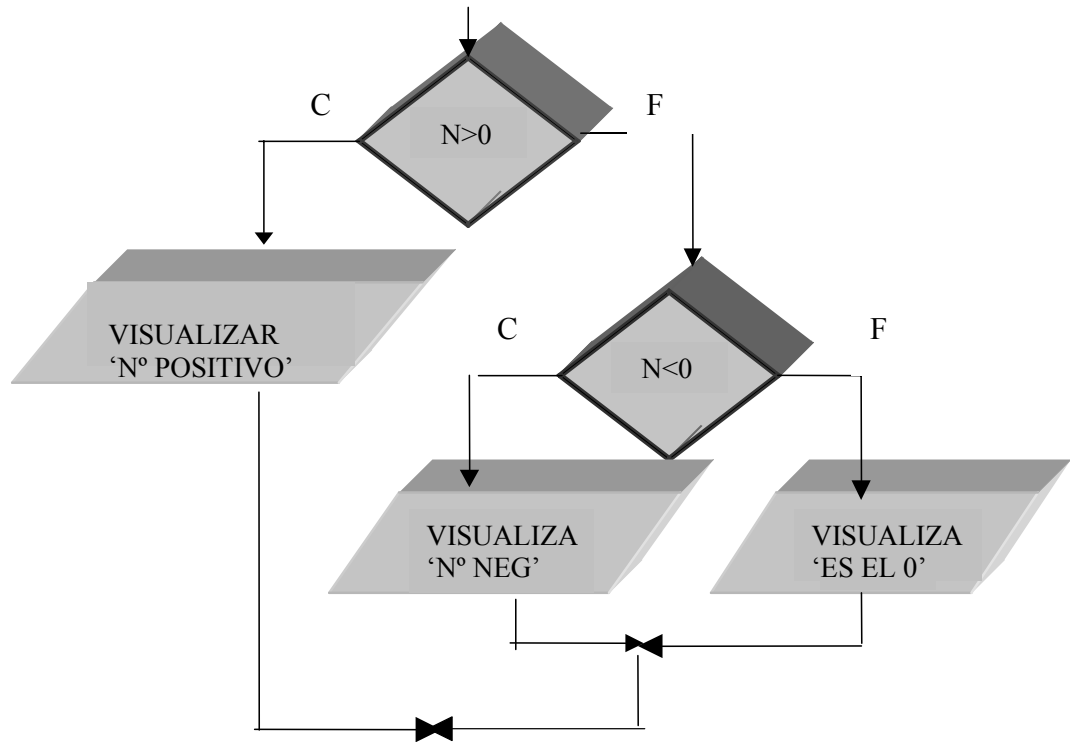 C
F
N>0
VISUALIZAR
‘Nº POSITIVO’
C
F
N<0
VISUALIZA
‘Nº NEG’
VISUALIZA
‘ES EL 0’